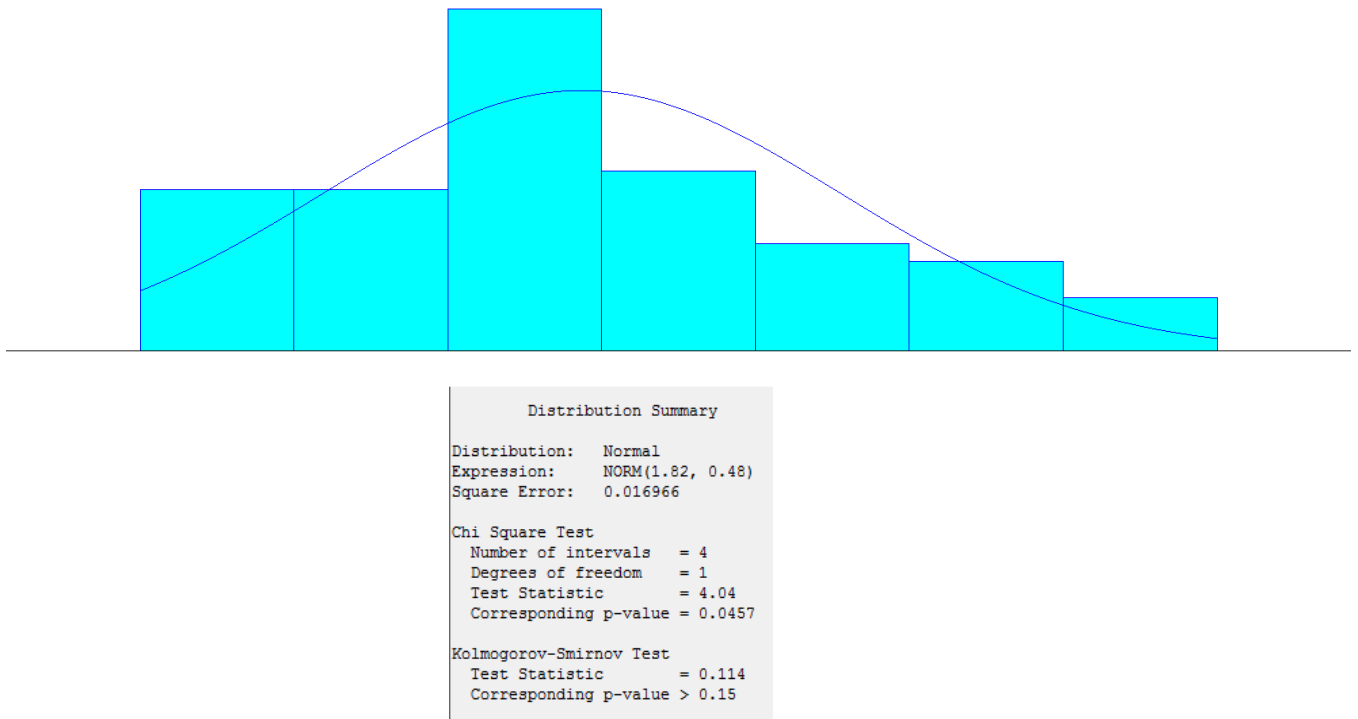 Distribution Summary
Distribution: Normal
Expression: NORM(1.82, 0.48)
Square Error: 0.016966
Chi Square Test
Number of intervals = 4
Degrees of freedom = 1
Test Statistic = 4.04
Corresponding p-value = 0.0457
Kolmogorov-Smirnov Test
Test Statistic = 0.114
Corresponding p-value > 0.15